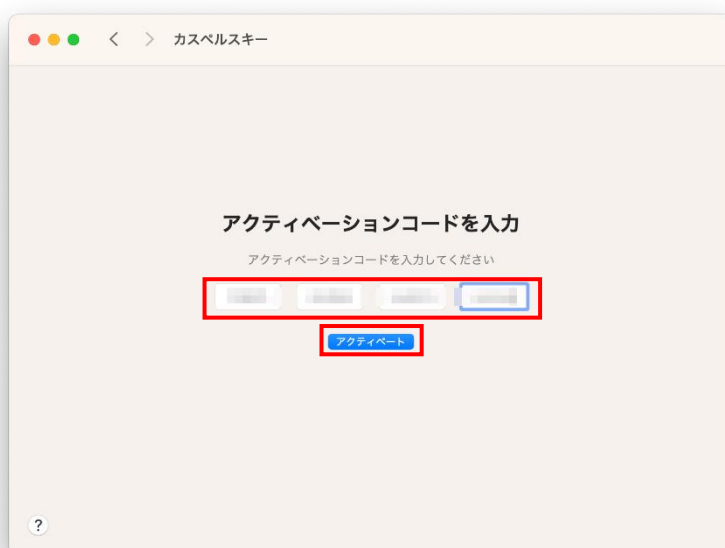 カスペルスキー
アクティベーションコードを入力
アクティベーションコードを入力してください
アクティベート
?